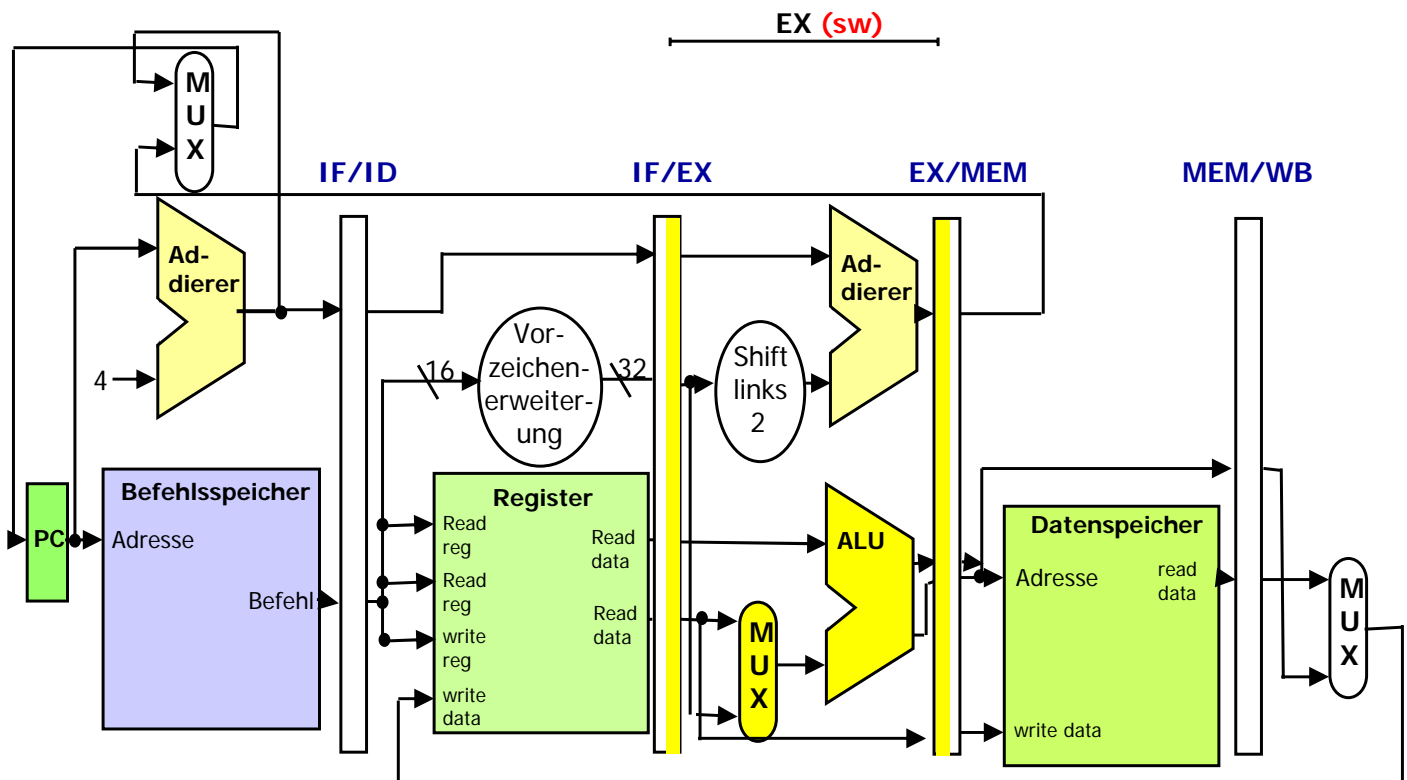 EX (sw)
M
U
X
IF/ID
IF/EX
EX/MEM
MEM/WB
Ad-
dierer
4
16
Vor-
zeichen-
erweiter-
ung
32
Shift
links
2
Ad-
dierer
PC
Befehlsspeicher
Adresse
Befehl
Register
Read
reg
Read
reg
write
reg
write
data
Read
data
Read
data
M
U
X
ALU
Datenspeicher
Adresse
read
data
write data
M
U
X